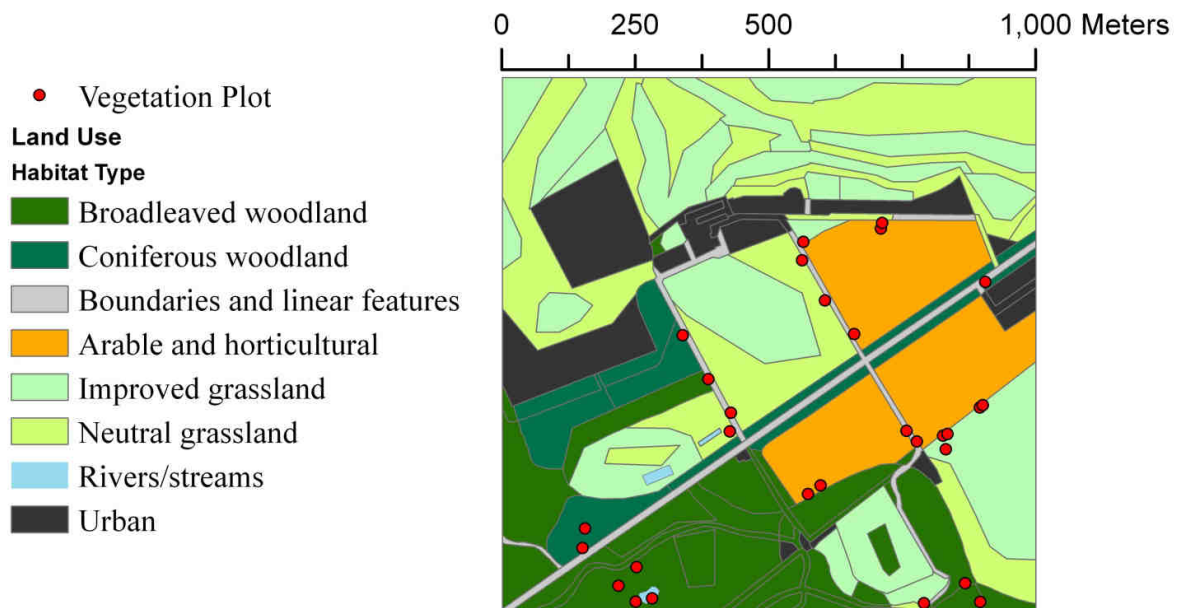 0 250 500 1,000 Meters
Vegetation Plot
Land Use
Habitat Type
Broadleaved woodland
Coniferous woodland
Boundaries and linear features
Arable and horticultural
Improved grassland
Neutral grassland
Rivers/streams
Urban